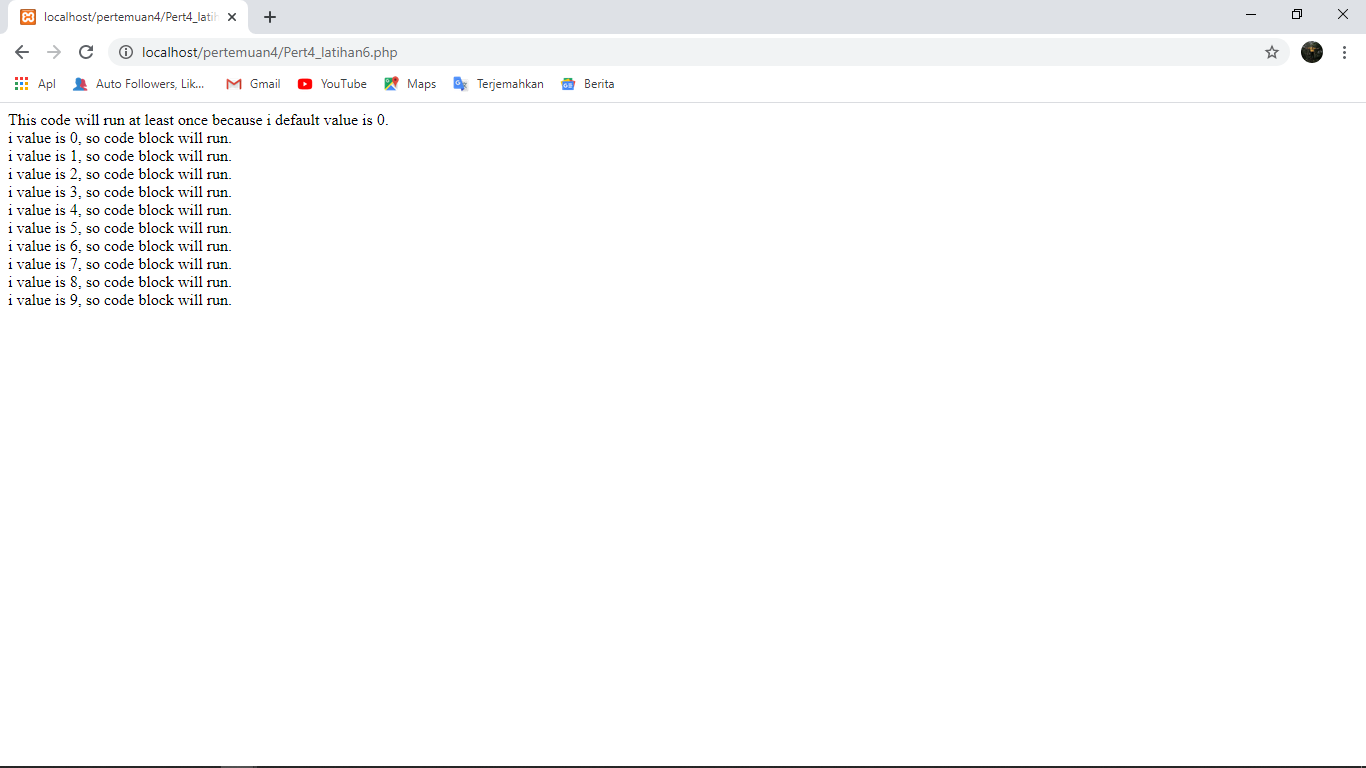 localhost/pertemuan4/Pert4_lati
localhost/pertemuan4/Pert4_latihan6.php
Apl Auto Followers, Lik... Gmail YouTube Maps Terjemahkan Berita
This code will run at least once because i default value is 0.
i value is 0, so code block will run.
i value is 1, so code block will run.
i value is 2, so code block will run.
i value is 3, so code block will run.
i value is 4, so code block will run.
i value is 5, so code block will run.
i value is 6, so code block will run.
i value is 7, so code block will run.
i value is 8, so code block will run.
i value is 9, so code block will run.